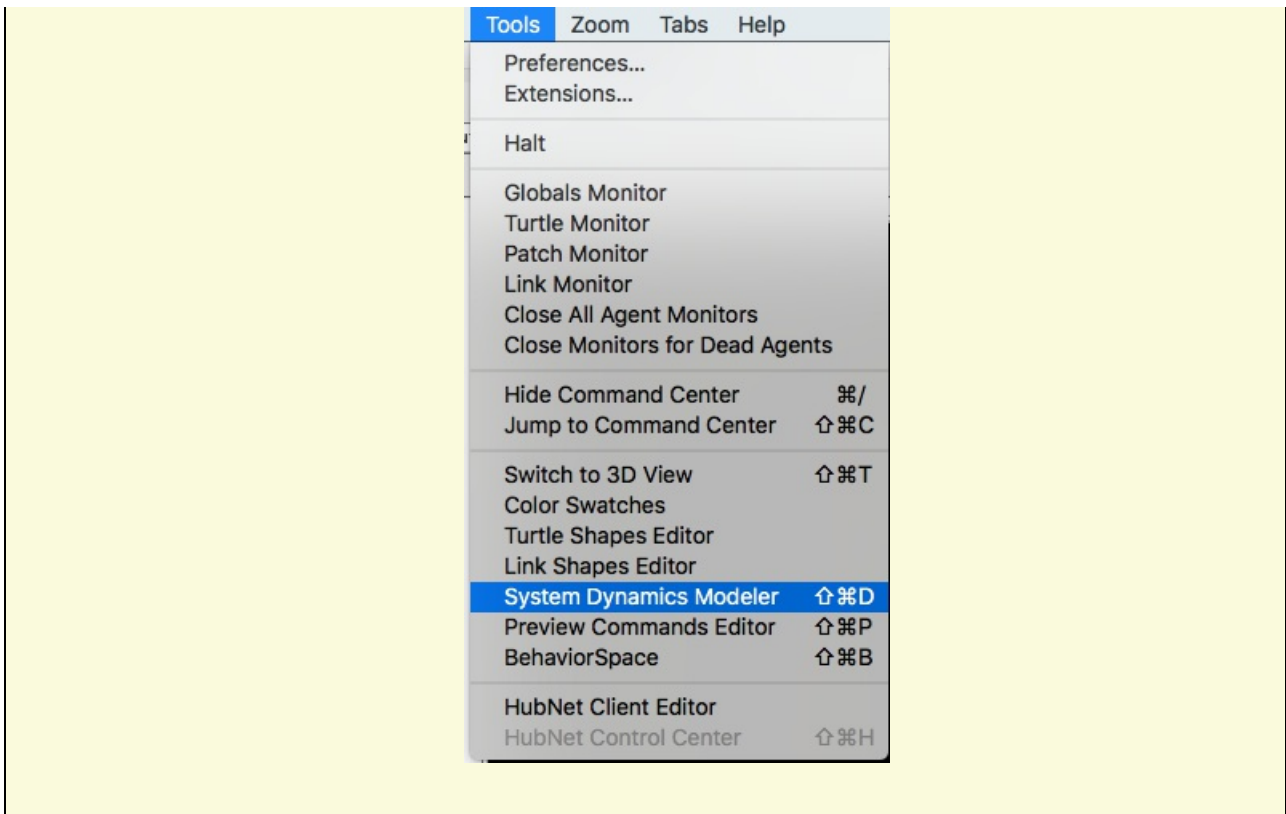 Tools Zoom Tabs Help
Preferences...
Extensions...
Halt
Globals Monitor
Turtle Monitor
Patch Monitor
Link Monitor
Close All Agent Monitors
Close Monitors for Dead Agents
Hide Command Center ⌘/
Jump to Command Center ⇧⌘C
Switch to 3D View ⇧⌘T
Color Swatches
Turtle Shapes Editor
Link Shapes Editor
System Dynamics Modeler ⇧⌘D
Preview Commands Editor ⇧⌘P
BehaviorSpace ⇧⌘B
HubNet Client Editor
HubNet Control Center ⇧⌘H